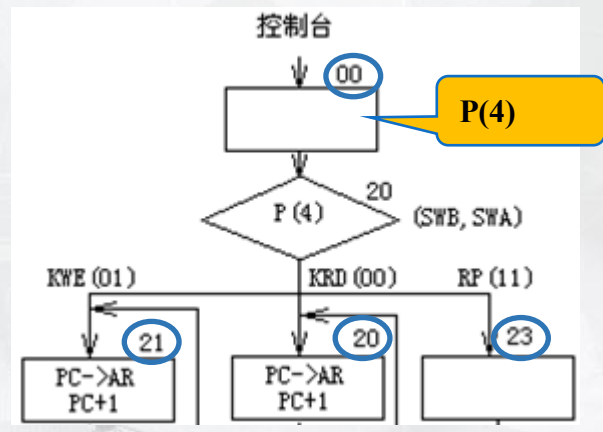 控制台
00
P(4)
20
P(4)
(SWB, SWA)
KWE(01)
KRD(00)
RP(11)
21
20
23
PC->AR
PC+1
PC->AR
PC+1